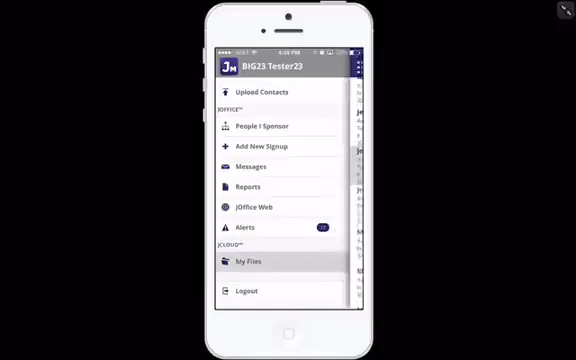 AT&T
JM
BIG23 Tester23
Upload Contacts
JOFFICE™
People I Sponsor
Add New Signup
Messages
Reports
JOffice Web
Alerts
JCLOUD™
My Files
Logout